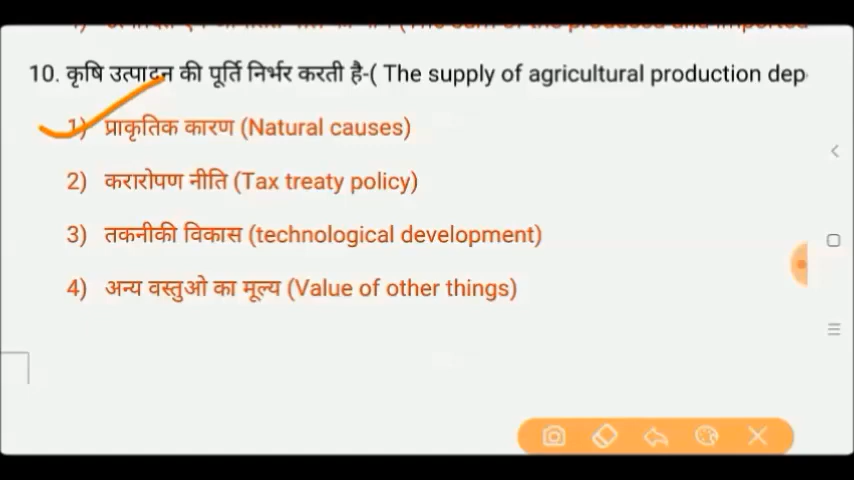 10. कृषि उत्पादन की पूर्ति निर्भर करती है-( The supply of agricultural production dep
1) प्राकृतिक कारण (Natural causes)
2) करारोपण नीति (Tax treaty policy)
3) तकनीकी विकास (technological development)
4) अन्य वस्तुओ का मूल्य (Value of other things)